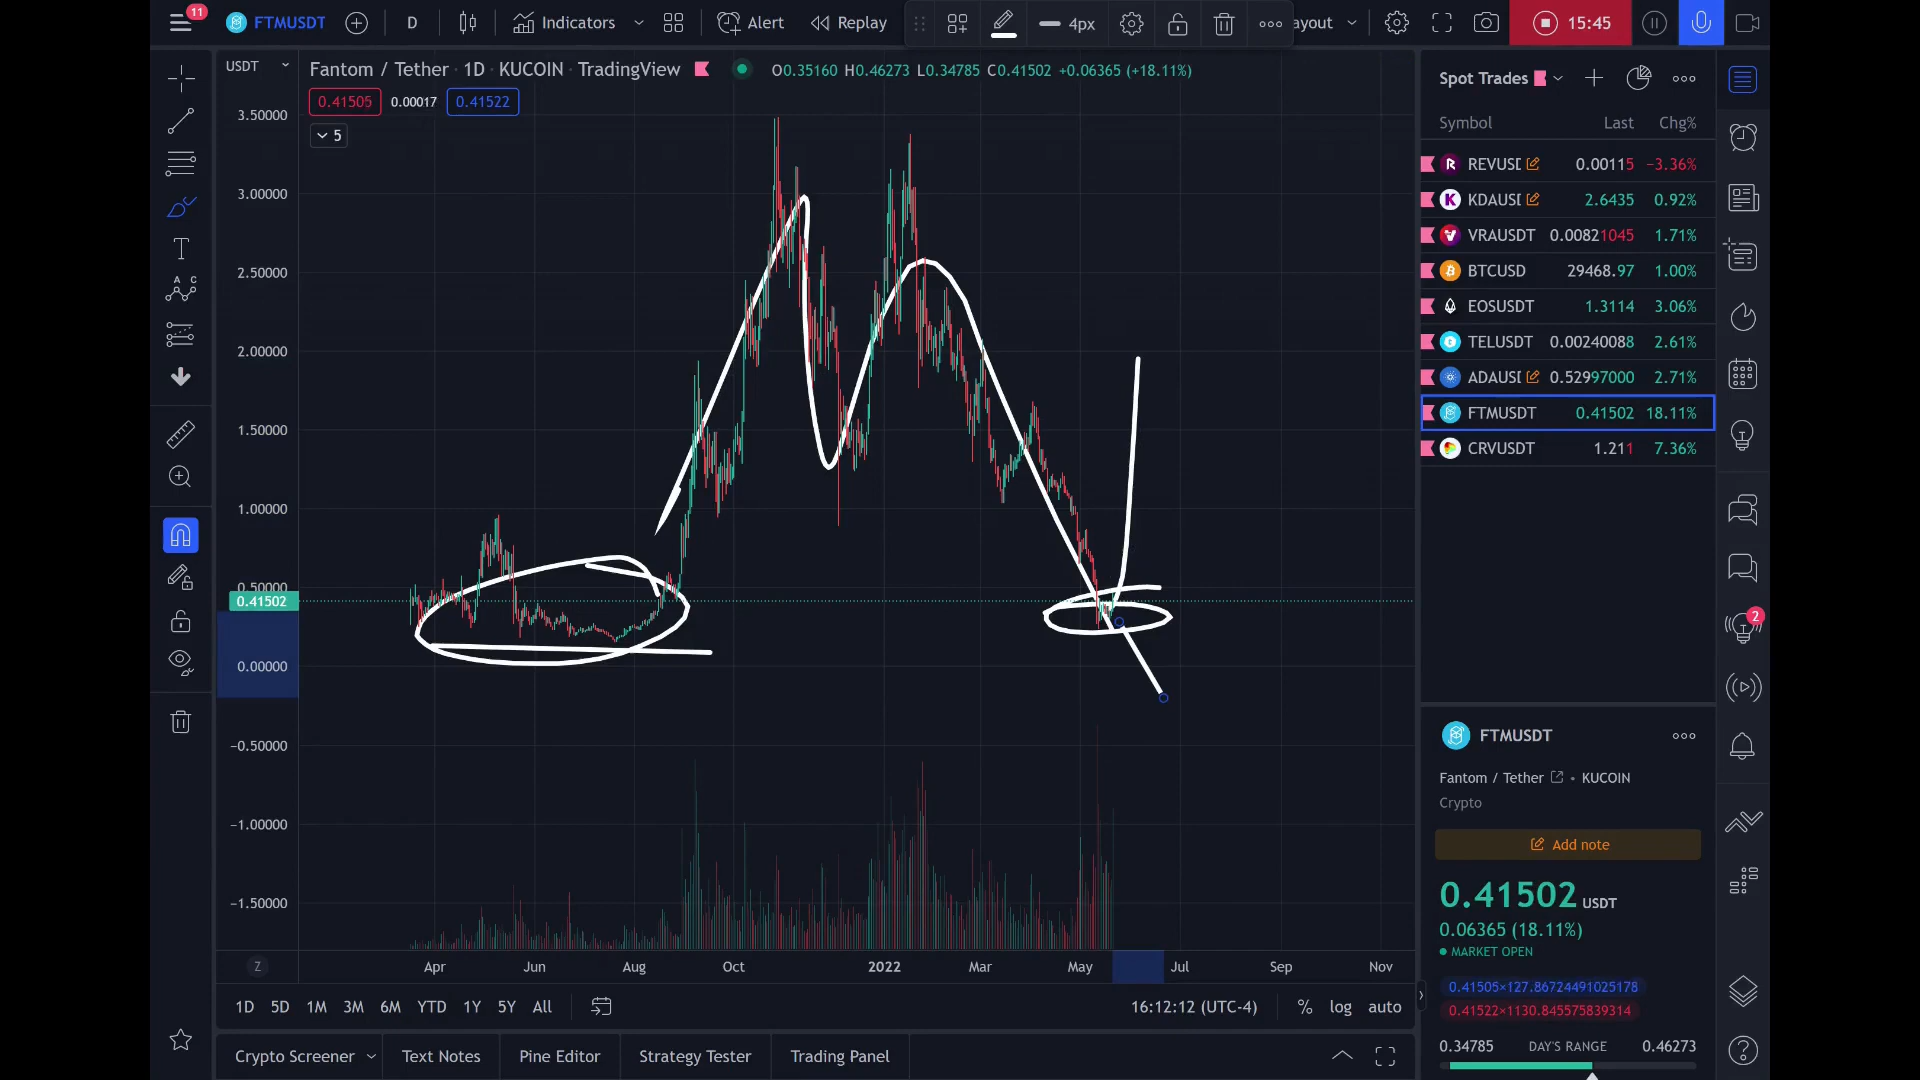 11
FTMUSDT
D
Indicators
Alert
Replay
4px
ayout
15:45
USDT
Fantom / Tether · 1D · KUCOIN · TradingView
O0.35160 H0.46273 L0.34785 C0.41502 +0.06365 (+18.11%)
0.41505
0.00017
0.41522
5
3.50000
3.00000
2.50000
2.00000
1.50000
1.00000
0.50000
0.41502
0.00000
−0.50000
−1.00000
−1.50000
Z
Apr
Jun
Aug
Oct
2022
Mar
May
Jul
Sep
Nov
1D 5D 1M 3M 6M YTD 1Y 5Y All
16:12:12 (UTC-4)
% log auto
Crypto Screener
Text Notes
Pine Editor
Strategy Tester
Trading Panel
Spot Trades
Symbol Last Chg%
REVUSD 0.00115 −3.36%
KDAUSD 2.6435 0.92%
VRAUSDT 0.00821045 1.71%
BTCUSD 29468.97 1.00%
EOSUSDT 1.3114 3.06%
TELUSDT 0.00240088 2.61%
ADAUSD 0.52997000 2.71%
FTMUSDT 0.41502 18.11%
CRVUSDT 1.211 7.36%
2
FTMUSDT
Fantom / Tether • KUCOIN
Crypto
Add note
0.41502 USDT
0.06365 (18.11%)
MARKET OPEN
0.41505×127.86724491025178
0.41522×1130.845575839314
0.34785 DAY'S RANGE 0.46273